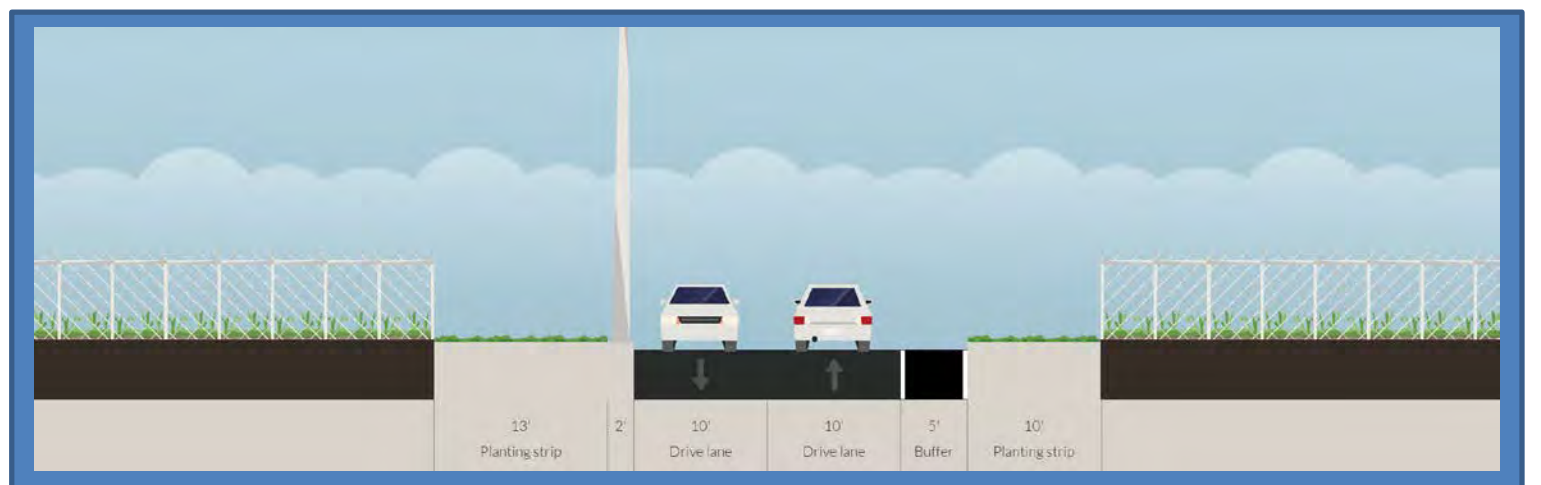 13' 2' 10' 10' 5' 10'
Planting strip Drive lane Drive lane Buffer Planting strip